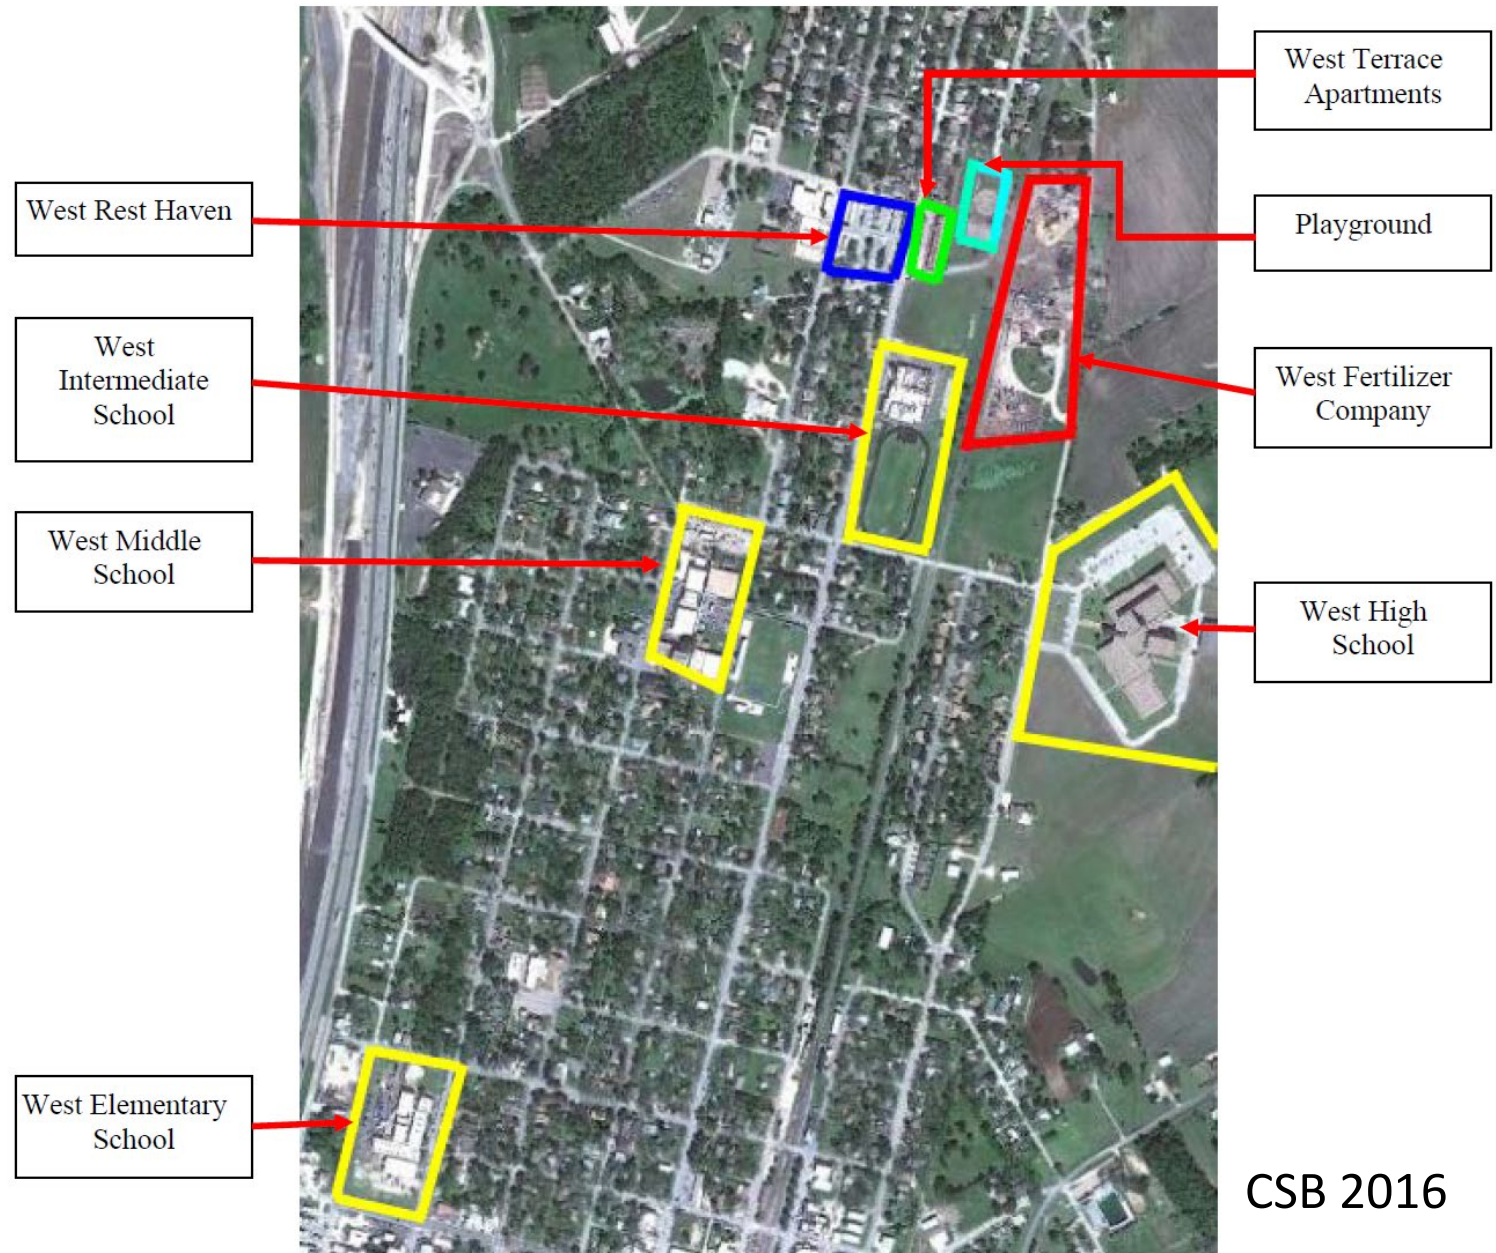 West Terrace
Apartments
West Rest Haven
Playground
West
Intermediate
School
West Fertilizer
Company
West Middle
School
West High
School
West Elementary
School
CSB 2016